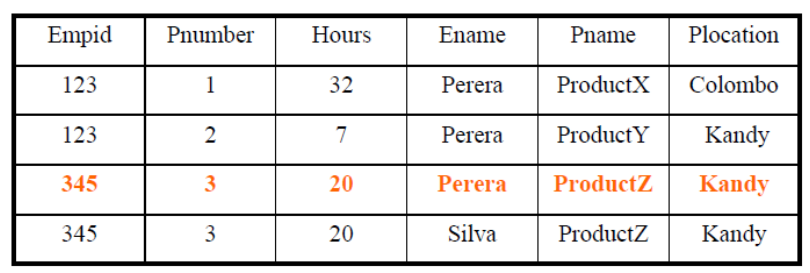 Empid Pnumber Hours Ename Pname Plocation
123 1 32 Perera ProductX Colombo
123 2 7 Perera ProductY Kandy
345 3 20 Perera ProductZ Kandy
345 3 20 Silva ProductZ Kandy